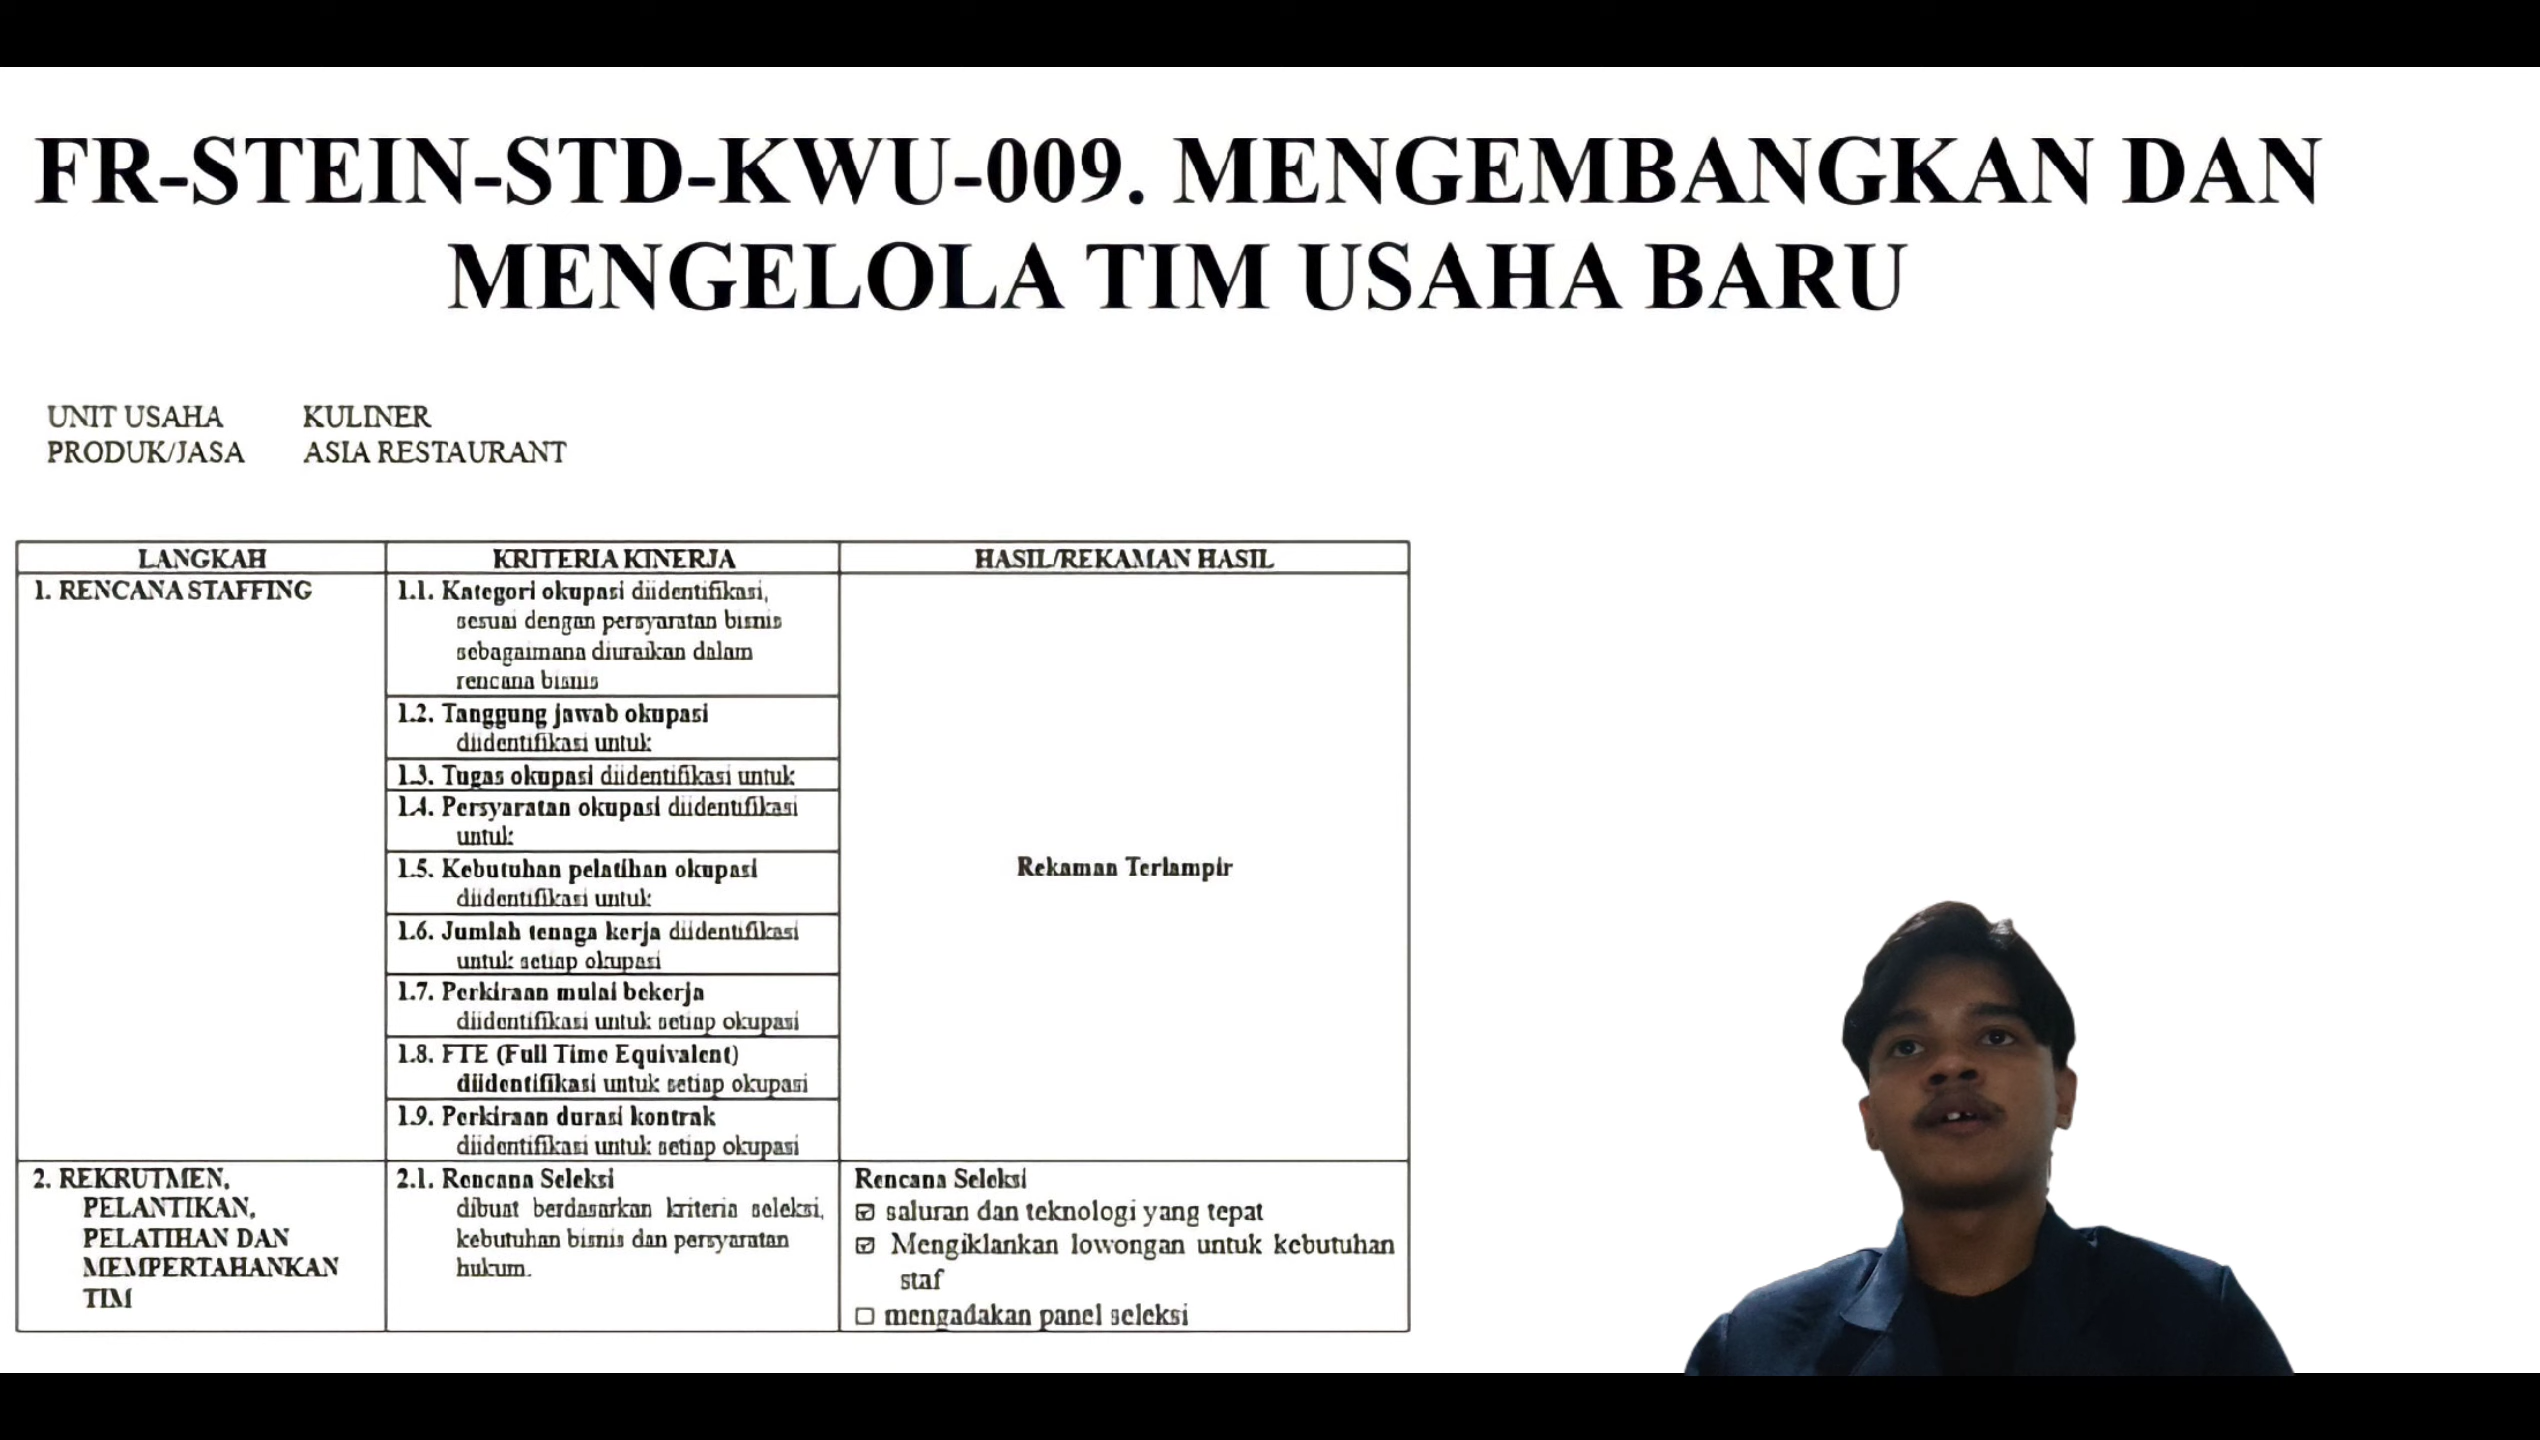 FR-STEIN-STD-KWU-009. MENGEMBANGKAN DAN
MENGELOLA TIM USAHA BARU
UNIT USAHA KULINER
PRODUK/JASA ASIA RESTAURANT
LANGKAH KRITERIA KINERJA HASIL/REKAMAN HASIL
1. RENCANA STAFFING
1.1. Kategori okupasi diidentifikasi,
sesuai dengan persyaratan bisnis
sebagaimana diuraikan dalam
rencana bisnis
1.2. Tanggung jawab okupasi
diidentifikasi untuk
1.3. Tugas okupasi diidentifikasi untuk
1.4. Persyaratan okupasi diidentifikasi
untuk
1.5. Kebutuhan pelatihan okupasi
diidentifikasi untuk
1.6. Jumlah tenaga kerja diidentifikasi
untuk setiap okupasi
1.7. Perkiraan mulai bekerja
diidentifikasi untuk setiap okupasi
1.8. FTE (Full Time Equivalent)
diidentifikasi untuk setiap okupasi
1.9. Perkiraan durasi kontrak
diidentifikasi untuk setiap okupasi
Rekaman Terlampir
2. REKRUTMEN,
PELANTIKAN,
PELATIHAN DAN
MEMPERTAHANKAN
TIM
2.1. Rencana Seleksi
dibuat berdasarkan kriteria seleksi,
kebutuhan bisnis dan persyaratan
hukum.
Rencana Seleksi
☑ saluran dan teknologi yang tepat
☑ Mengiklankan lowongan untuk kebutuhan
staf
☐ mengadakan panel seleksi